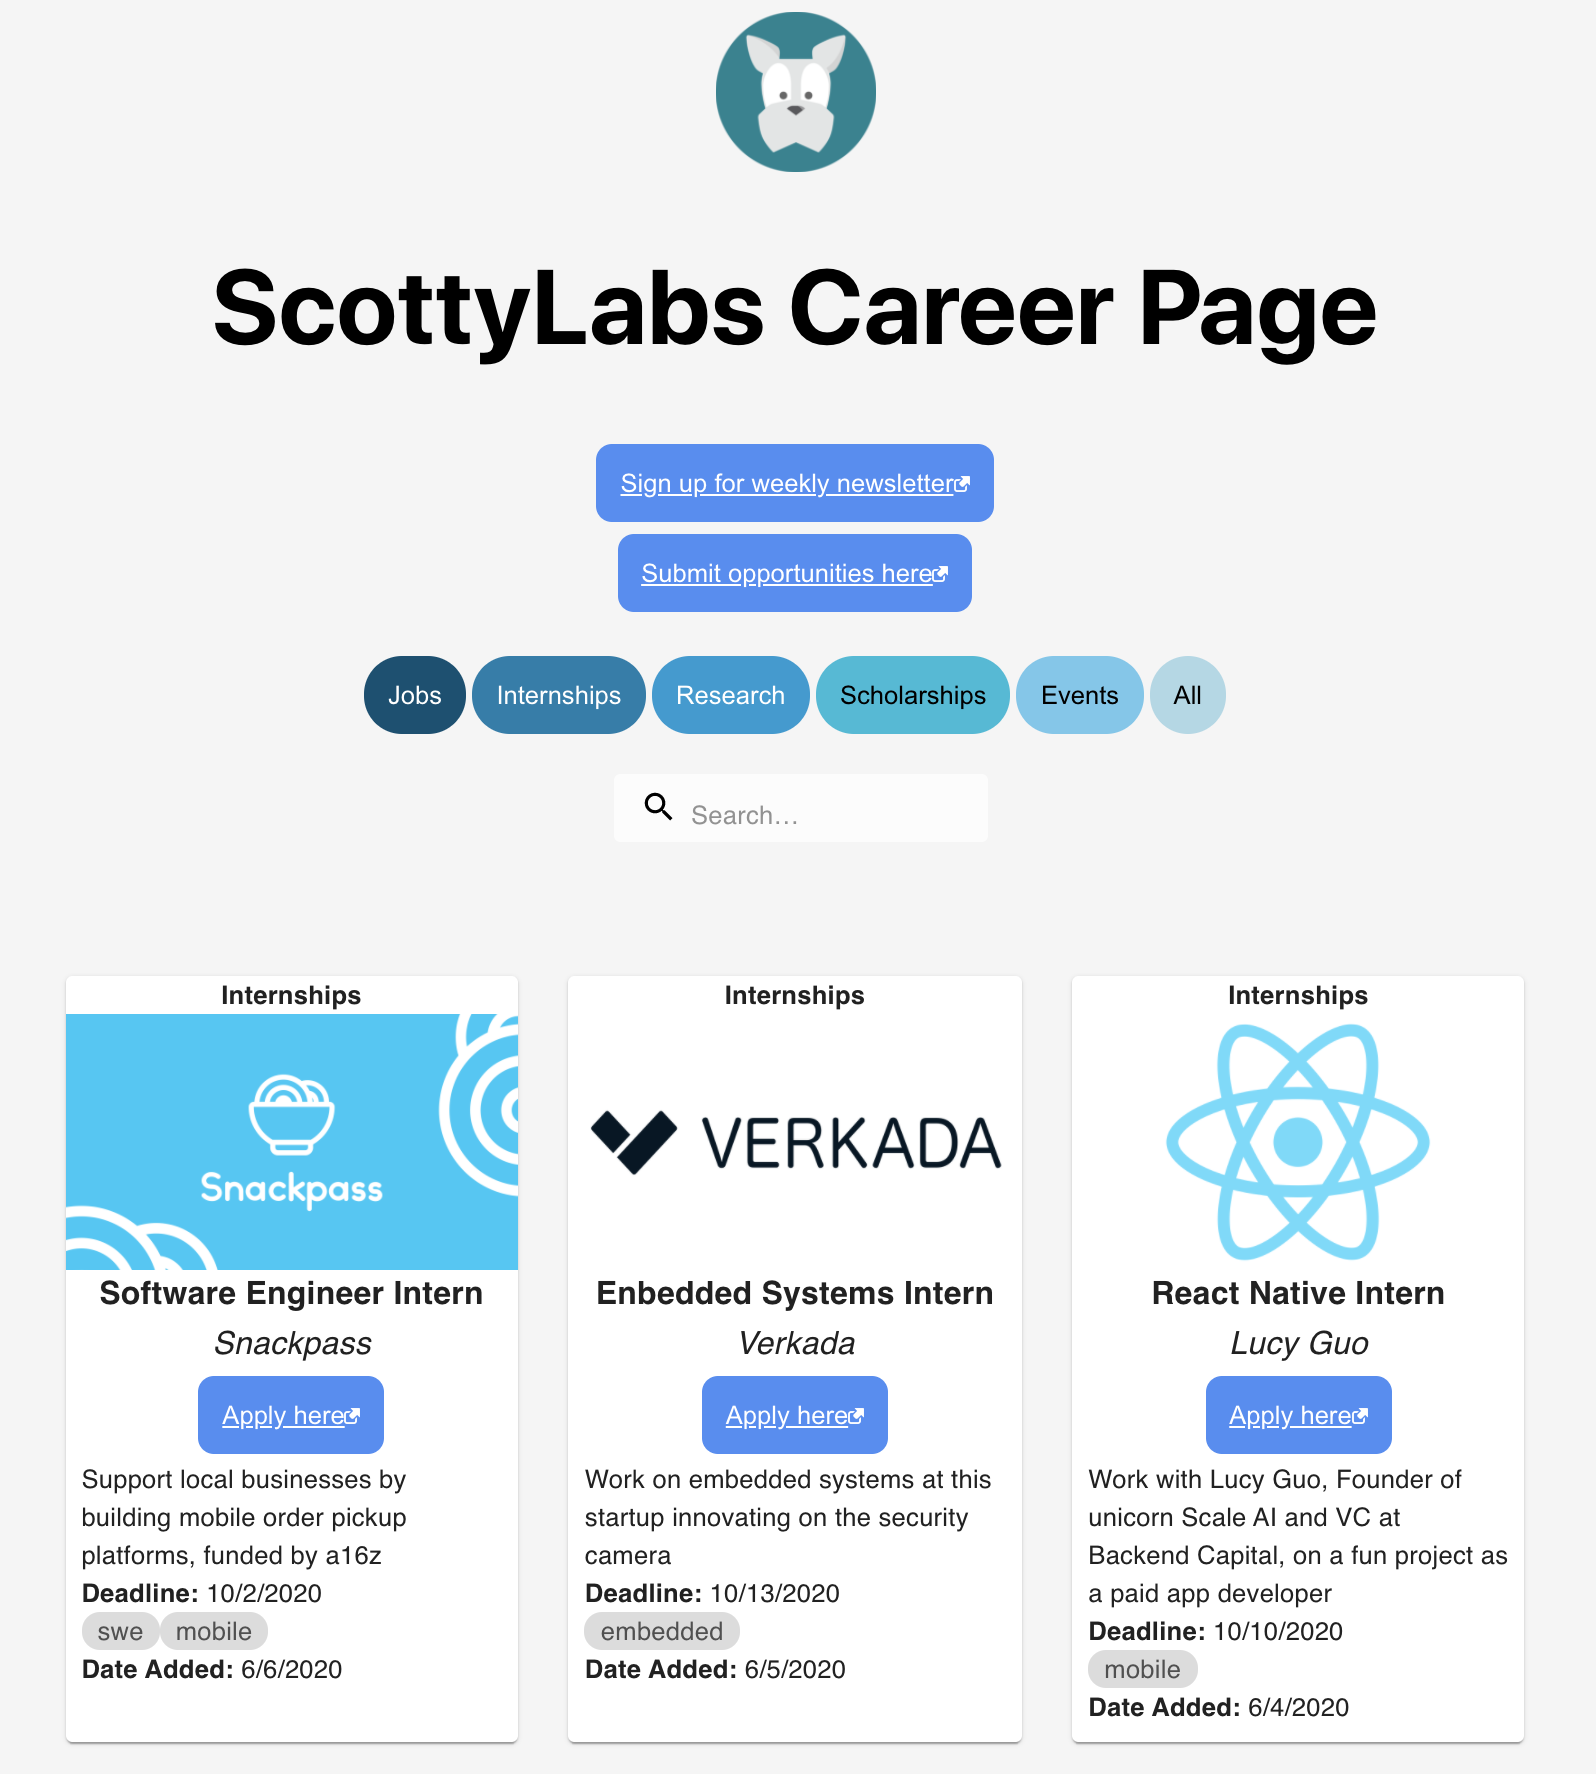 ScottyLabs Career Page
Sign up for weekly newsletter
Submit opportunities here
Jobs Internships Research Scholarships Events All
Search...
Internships
Snackpass
Software Engineer Intern
Snackpass
Apply here
Support local businesses by
building mobile order pickup
platforms, funded by a16z
Deadline: 10/2/2020
swe mobile
Date Added: 6/6/2020
Internships
VERKADA
Enbedded Systems Intern
Verkada
Apply here
Work on embedded systems at this
startup innovating on the security
camera
Deadline: 10/13/2020
embedded
Date Added: 6/5/2020
Internships
React Native Intern
Lucy Guo
Apply here
Work with Lucy Guo, Founder of
unicorn Scale AI and VC at
Backend Capital, on a fun project as
a paid app developer
Deadline: 10/10/2020
mobile
Date Added: 6/4/2020